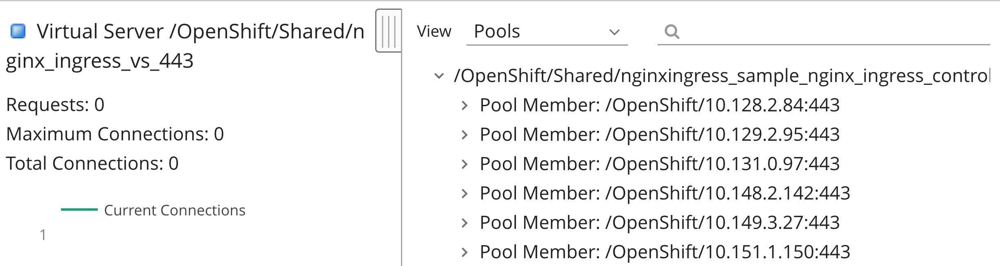 Virtual Server /OpenShift/Shared/n
ginx_ingress_vs_443
Requests: 0
Maximum Connections: 0
Total Connections: 0
Current Connections
1
View
Pools
/OpenShift/Shared/nginxingress_sample_nginx_ingress_control
Pool Member: /OpenShift/10.128.2.84:443
Pool Member: /OpenShift/10.129.2.95:443
Pool Member: /OpenShift/10.131.0.97:443
Pool Member: /OpenShift/10.148.2.142:443
Pool Member: /OpenShift/10.149.3.27:443
Pool Member: /OpenShift/10.151.1.150:443